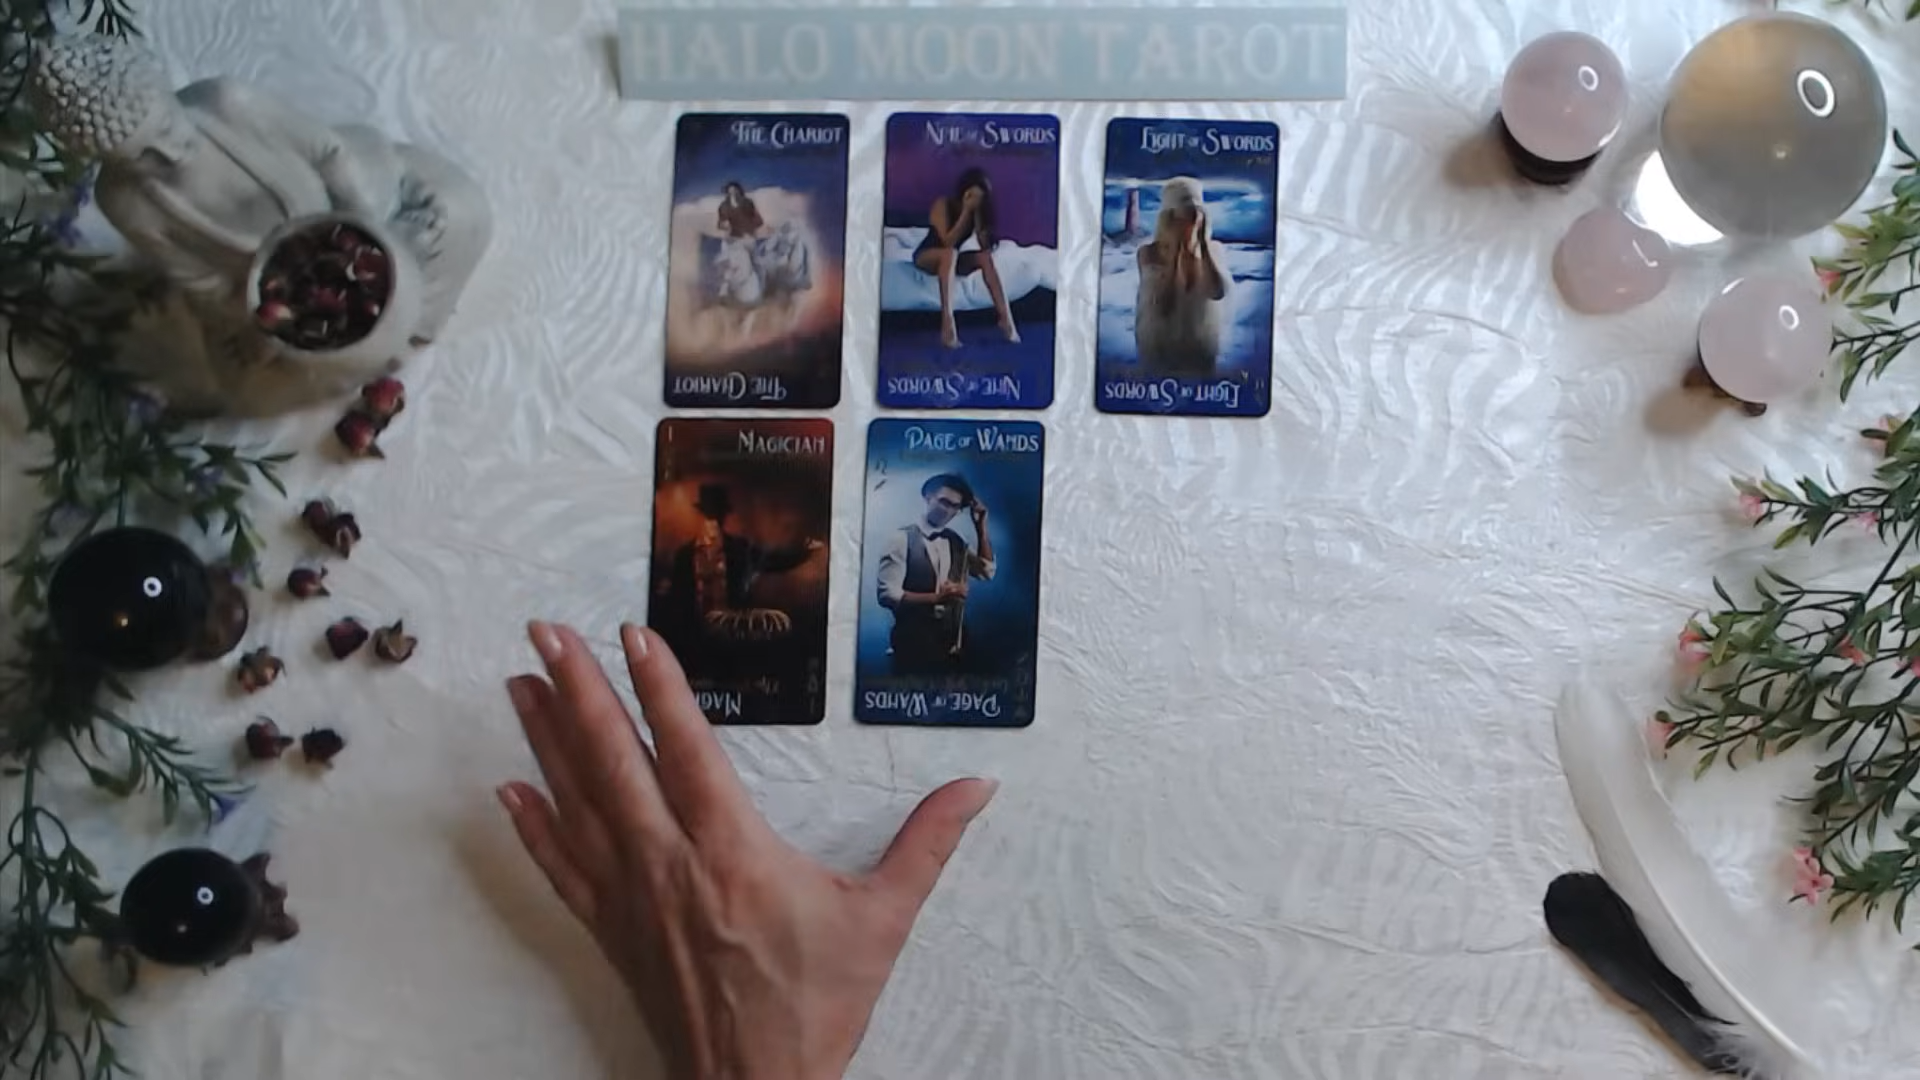 HALO MOON TAROT
THE CHARIOT
NINE OF SWORDS
EIGHT OF SWORDS
THE CHARIOT
NINE OF SWORDS
EIGHT OF SWORDS
I
MAGICIAN
PAGE OF WANDS
PAGE OF WANDS